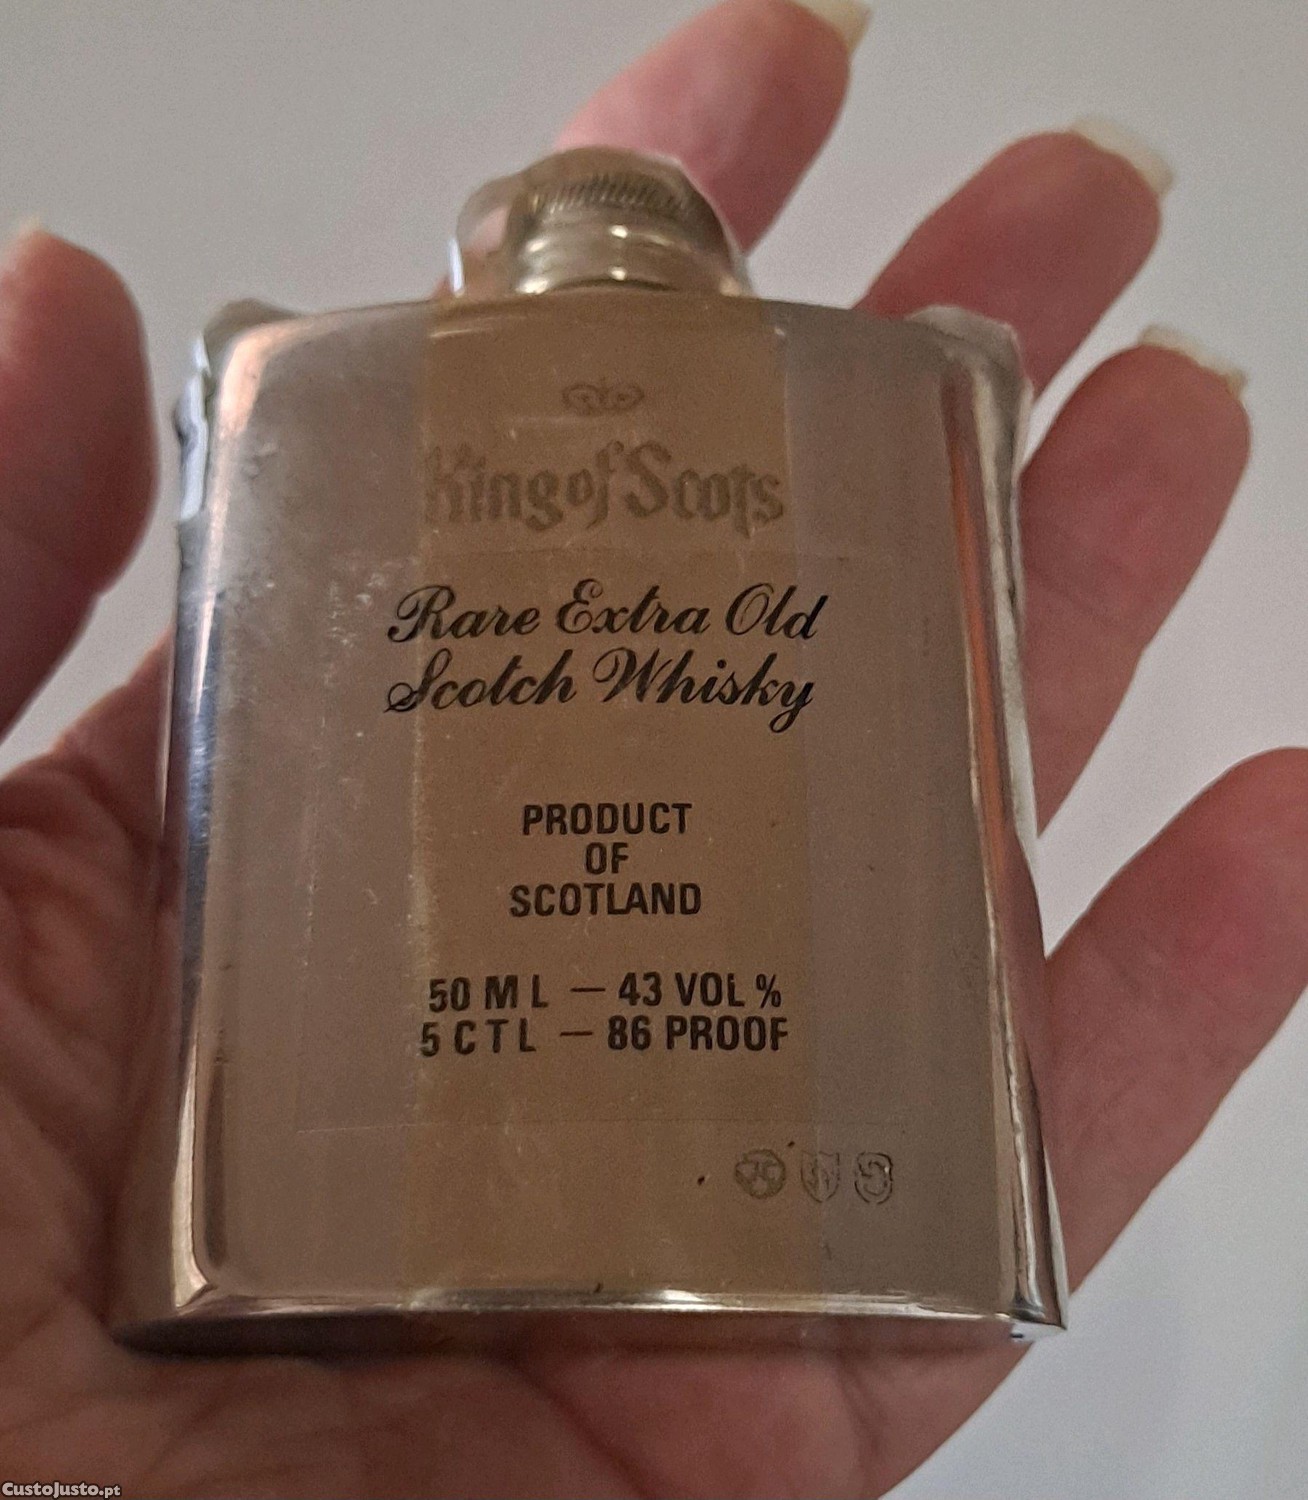 King of Scots
Rare Extra Old
Scotch Whisky
PRODUCT
OF
SCOTLAND
50 ML — 43 VOL %
5 CTL — 86 PROOF
CustoJusto.pt